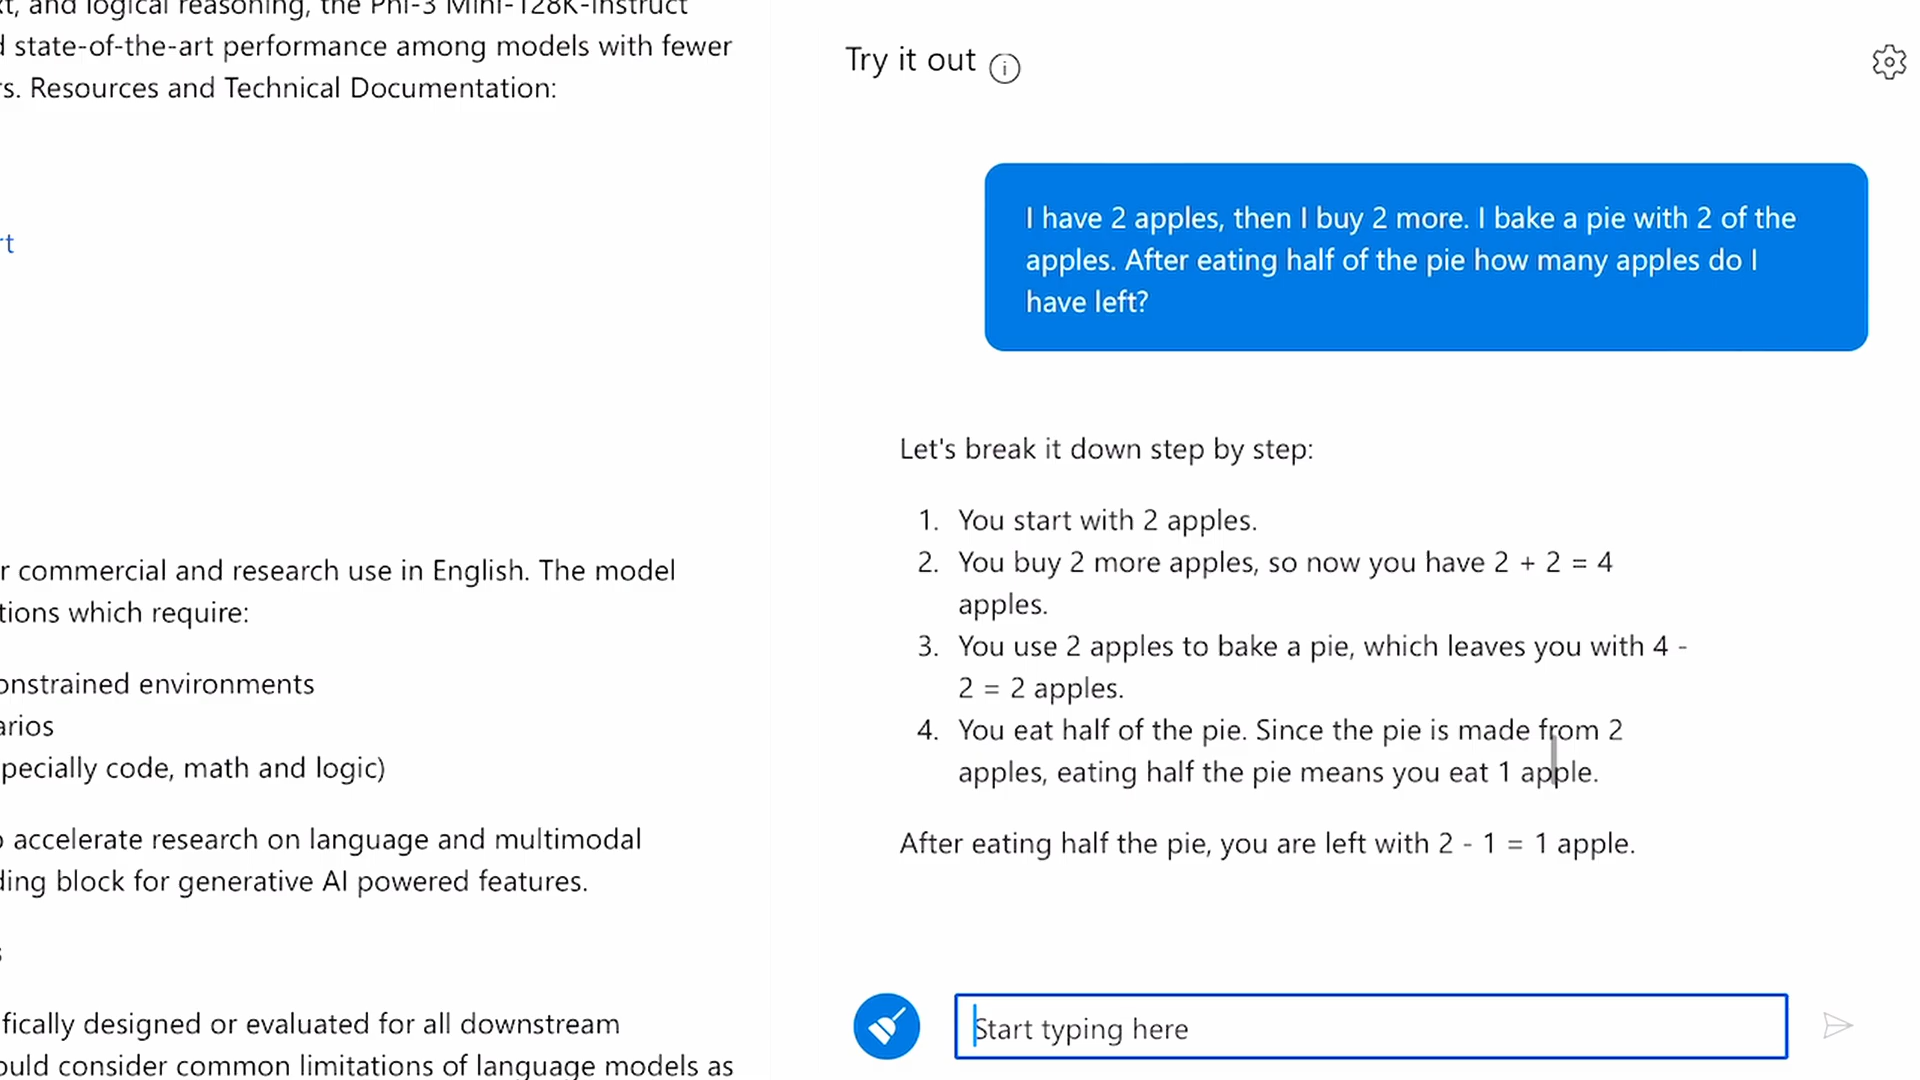 t, and logical reasoning, the Phi-3 Mini-128K-Instruct
d state-of-the-art performance among models with fewer
rs. Resources and Technical Documentation:
rt
r commercial and research use in English. The model
tions which require:
onstrained environments
arios
pecially code, math and logic)
o accelerate research on language and multimodal
ding block for generative AI powered features.
s
fically designed or evaluated for all downstream
ould consider common limitations of language models as
Try it out
I have 2 apples, then I buy 2 more. I bake a pie with 2 of the
apples. After eating half of the pie how many apples do I
have left?
Let's break it down step by step:
1. You start with 2 apples.
2. You buy 2 more apples, so now you have 2 + 2 = 4
apples.
3. You use 2 apples to bake a pie, which leaves you with 4 -
2 = 2 apples.
4. You eat half of the pie. Since the pie is made from 2
apples, eating half the pie means you eat 1 apple.
After eating half the pie, you are left with 2 - 1 = 1 apple.
Start typing here